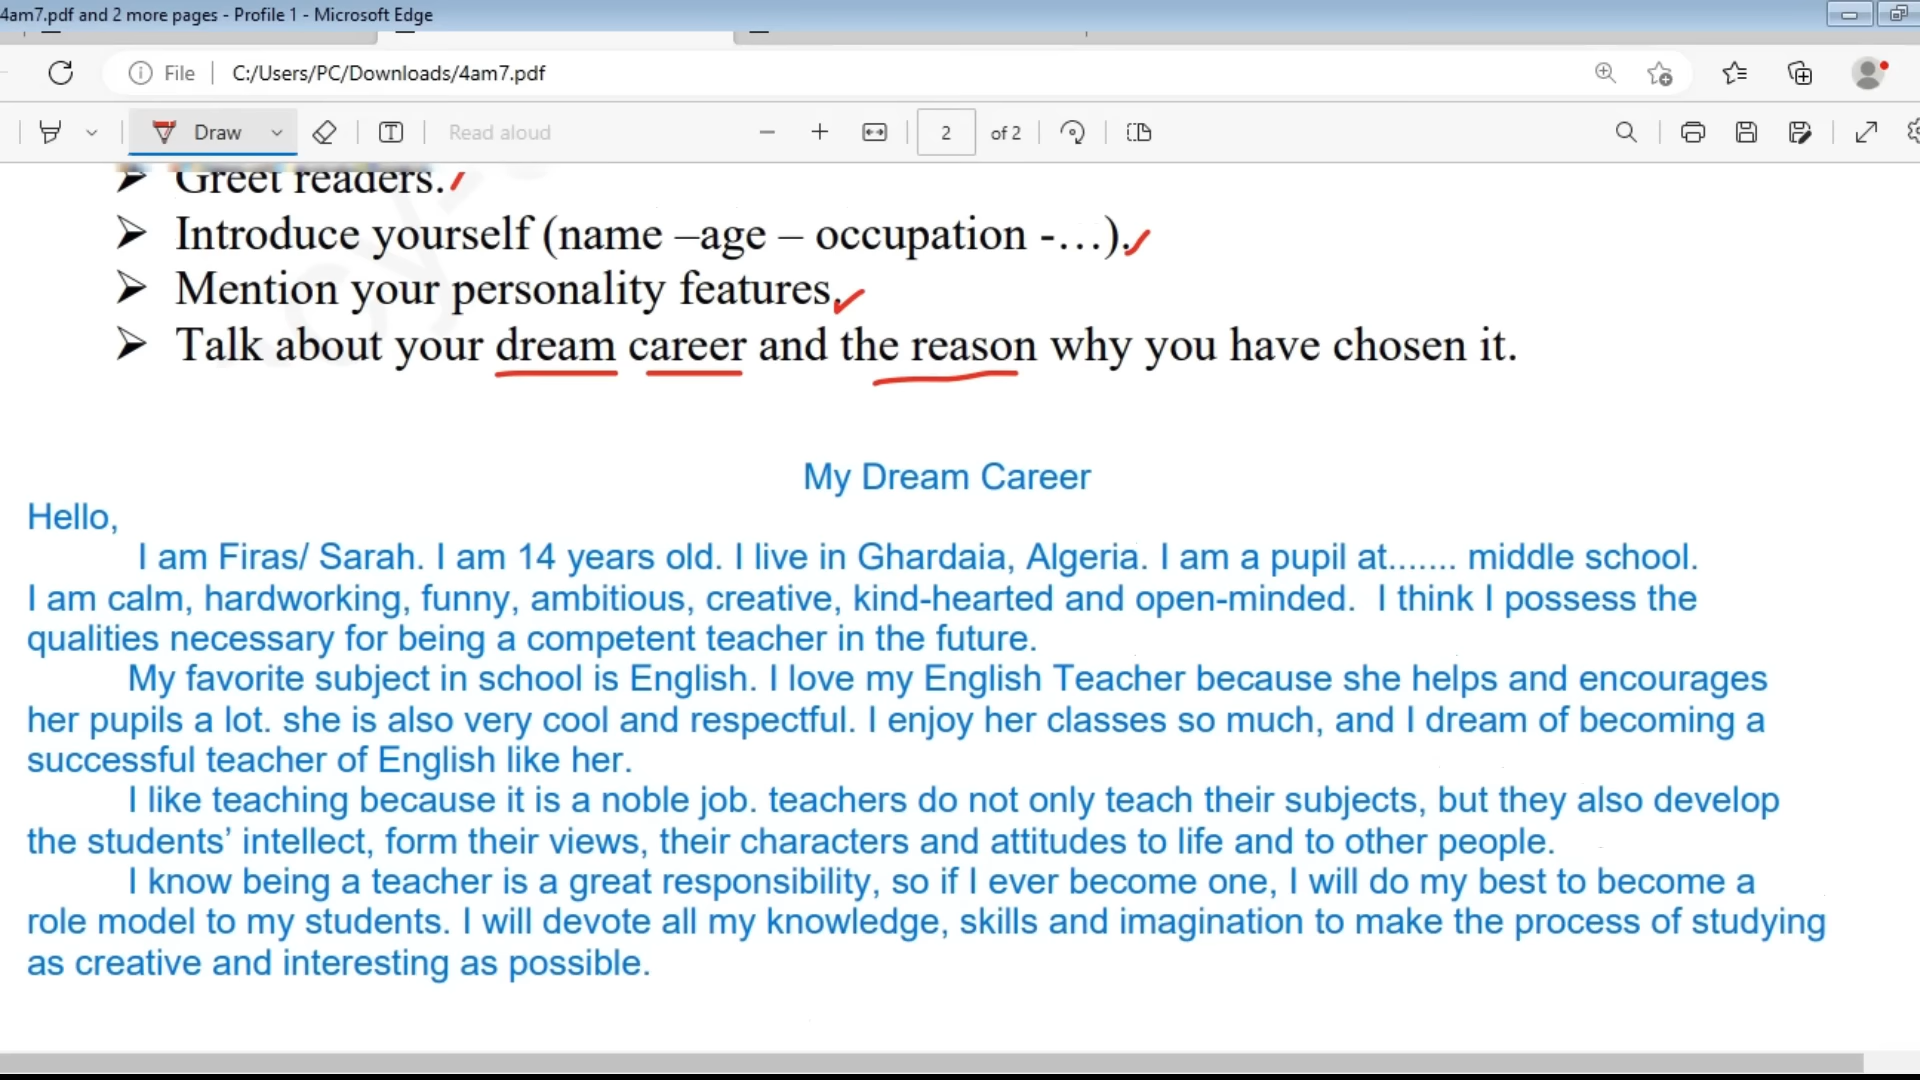 4am7.pdf and 2 more pages - Profile 1 - Microsoft Edge
File C:/Users/PC/Downloads/4am7.pdf
Draw Read aloud 2 of 2
➤ Greet readers.
➤ Introduce yourself (name –age – occupation -…).
➤ Mention your personality features.
➤ Talk about your dream career and the reason why you have chosen it.
My Dream Career
Hello,
I am Firas/ Sarah. I am 14 years old. I live in Ghardaia, Algeria. I am a pupil at....... middle school.
I am calm, hardworking, funny, ambitious, creative, kind-hearted and open-minded.  I think I possess the
qualities necessary for being a competent teacher in the future.
My favorite subject in school is English. I love my English Teacher because she helps and encourages
her pupils a lot. she is also very cool and respectful. I enjoy her classes so much, and I dream of becoming a
successful teacher of English like her.
I like teaching because it is a noble job. teachers do not only teach their subjects, but they also develop
the students’ intellect, form their views, their characters and attitudes to life and to other people.
I know being a teacher is a great responsibility, so if I ever become one, I will do my best to become a
role model to my students. I will devote all my knowledge, skills and imagination to make the process of studying
as creative and interesting as possible.